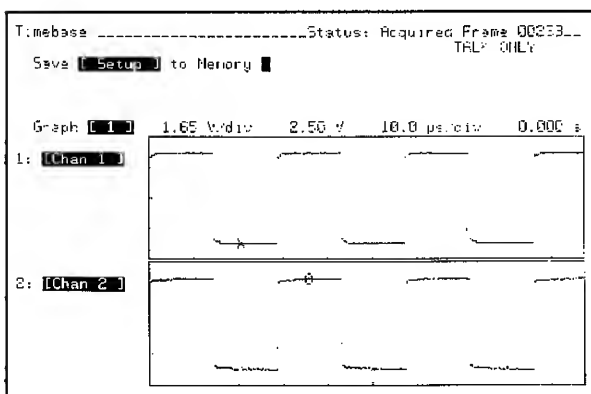 Timebase ________________________Status: Acquired Frame 00233__
TALK ONLY
Save [ Setup ] to Memory
Graph [ 1 ] 1.65 V/div 2.50 V 10.0 µs/div 0.000 s
1: [Chan 1 ]
2: [Chan 2 ]